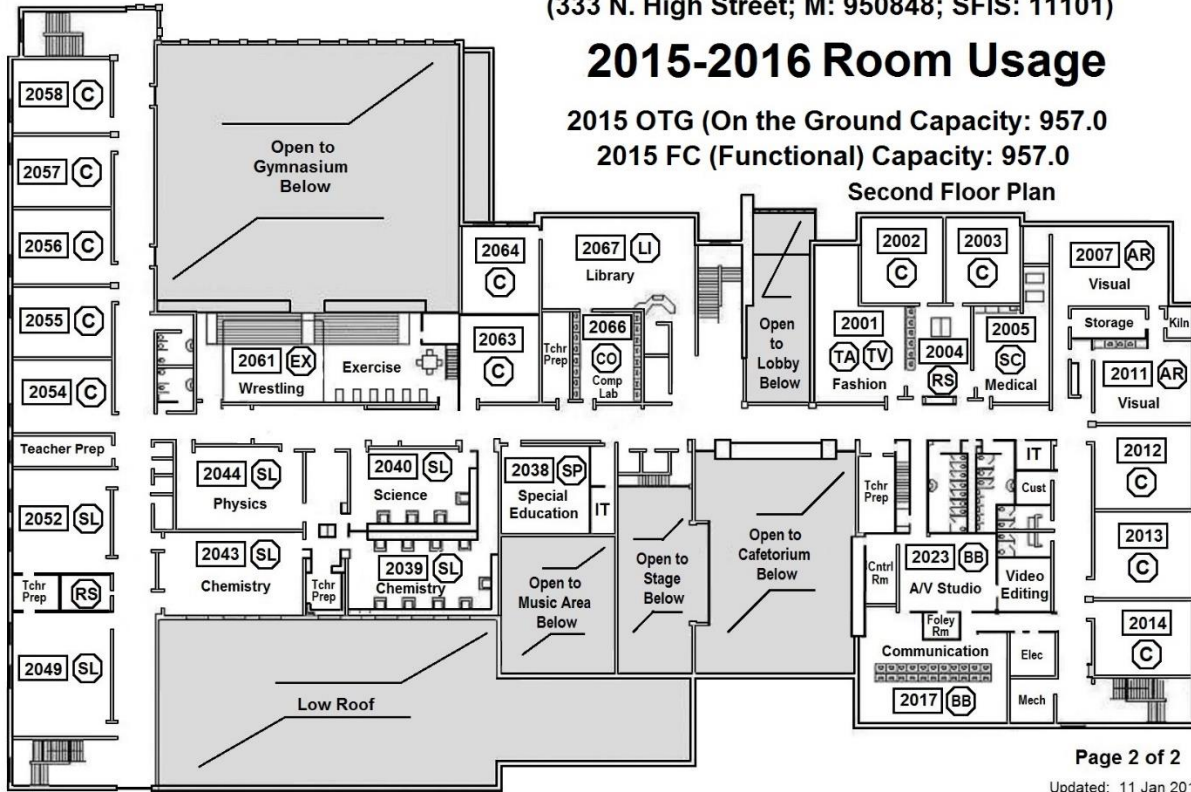 (333 N. High Street; M: 950848; SFIS: 11101)
2015-2016 Room Usage
2015 OTG (On the Ground Capacity: 957.0
2015 FC (Functional) Capacity: 957.0
Second Floor Plan
2058 C
2057 C
2056 C
2055 C
2054 C
Teacher Prep
2052 SL
Tchr
Prep
RS
2049 SL
Open to
Gymnasium
Below
2061 EX
Wrestling
Exercise
2064
C
2063
C
2067 LI
Library
Tchr
Prep
2066
CO
Comp
Lab
Open
to
Lobby
Below
2001
TA TV
Fashion
2002
C
2003
C
2004
RS
2005
SC
Medical
2007 AR
Visual
Storage
Kiln
2011 AR
Visual
2044 SL
Physics
2040 SL
Science
2038 SP
Special
Education
IT
2043 SL
Chemistry
Tchr
Prep
2039 SL
Chemistry
Open to
Music Area
Below
Open to
Stage
Below
Open to
Cafetorium
Below
Tchr
Prep
IT
Cust
2012
C
2013
C
2014
C
Cntrl
Rm
2023 BB
A/V Studio
Video
Editing
Foley
Rm
Communication
2017 BB
Elec
Mech
Low Roof
Page 2 of 2
Updated: 11 Jan